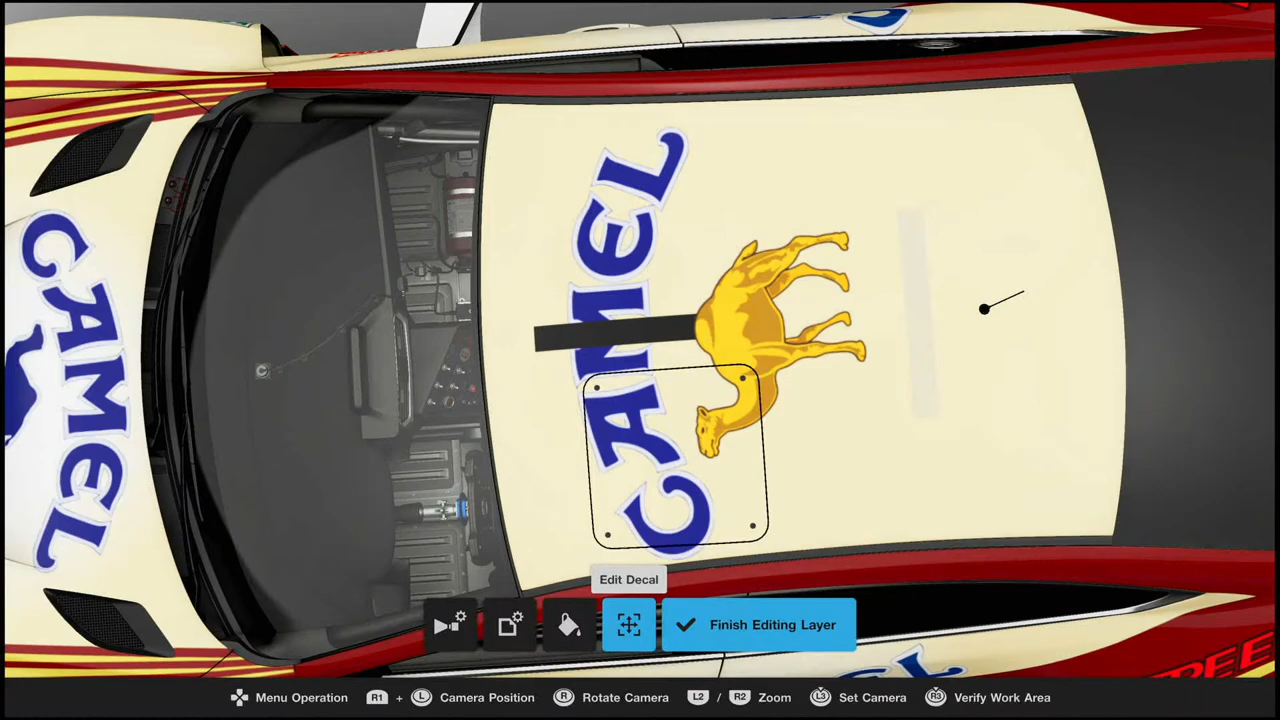 CAMEL
CAMEL
CAMEL
REE
Edit Decal
Finish Editing Layer
Menu Operation R1 + L Camera Position R Rotate Camera L2 / R2 Zoom L3 Set Camera R3 Verify Work Area